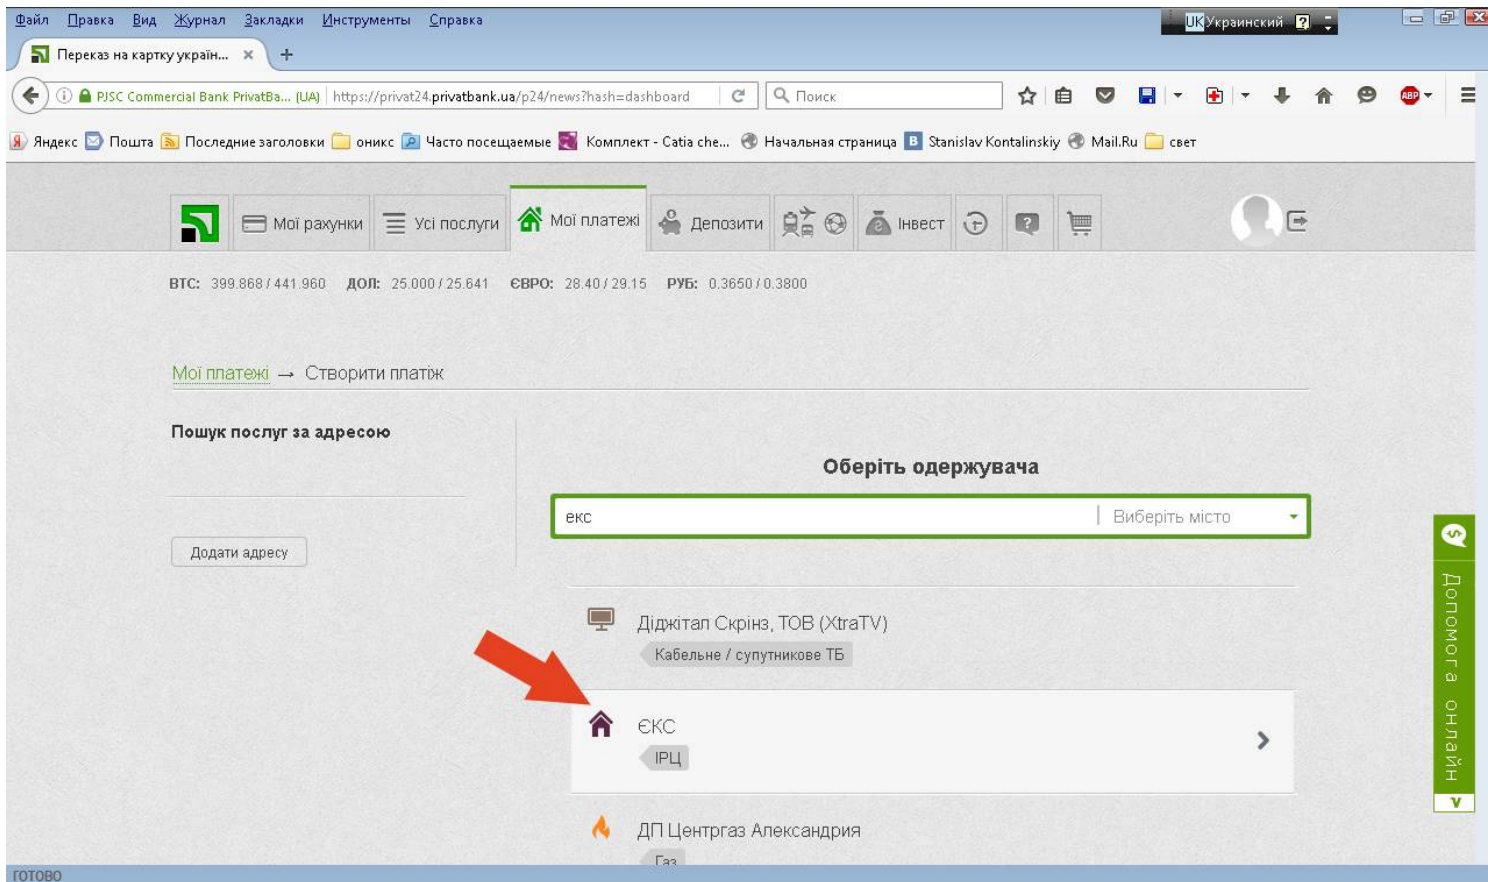 Файл Правка Вид Журнал Закладки Инструменты Справка
UK Украинский
Переказ на картку україн...
PJSC Commercial Bank PrivatBa... (UA) https://privat24.privatbank.ua/p24/news?hash=dashboard Поиск
ABP
Яндекс Пошта Последние заголовки оникс Часто посещаемые Комплект - Catia che... Начальная страница Stanislav Kontalinskiy Mail.Ru свет
Мої рахунки Усі послуги Мої платежі Депозити Інвест
BTC: 399.868 / 441.960 ДОЛ: 25.000 / 25.641 ЄВРО: 28.40 / 29.15 РУБ: 0.3650 / 0.3800
Мої платежі → Створити платіж
Пошук послуг за адресою
Додати адресу
Оберіть одержувача
екс Виберіть місто
Діджітал Скрінз, ТОВ (XtraTV)
Кабельне / супутникове ТБ
ЄКС
ІРЦ
ДП Центргаз Александрия
Газ
Допомога онлайн
ГОТОВО